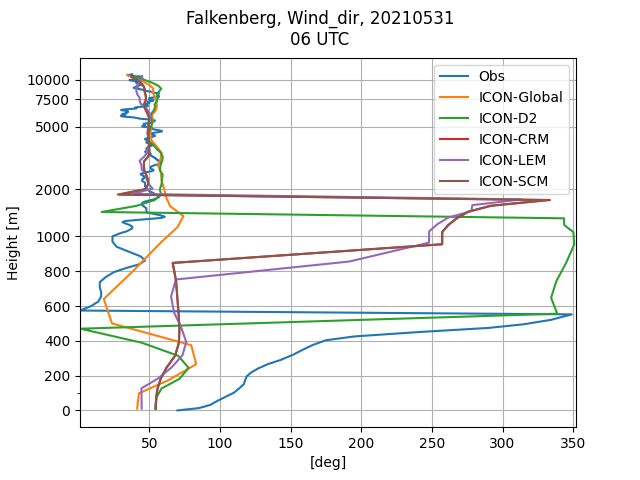 Falkenberg, Wind_dir, 20210531
06 UTC
Obs
ICON-Global
ICON-D2
ICON-CRM
ICON-LEM
ICON-SCM
Height [m]
10000
7500
5000
2000
1000
800
600
400
200
0
50 100 150 200 250 300 350
[deg]